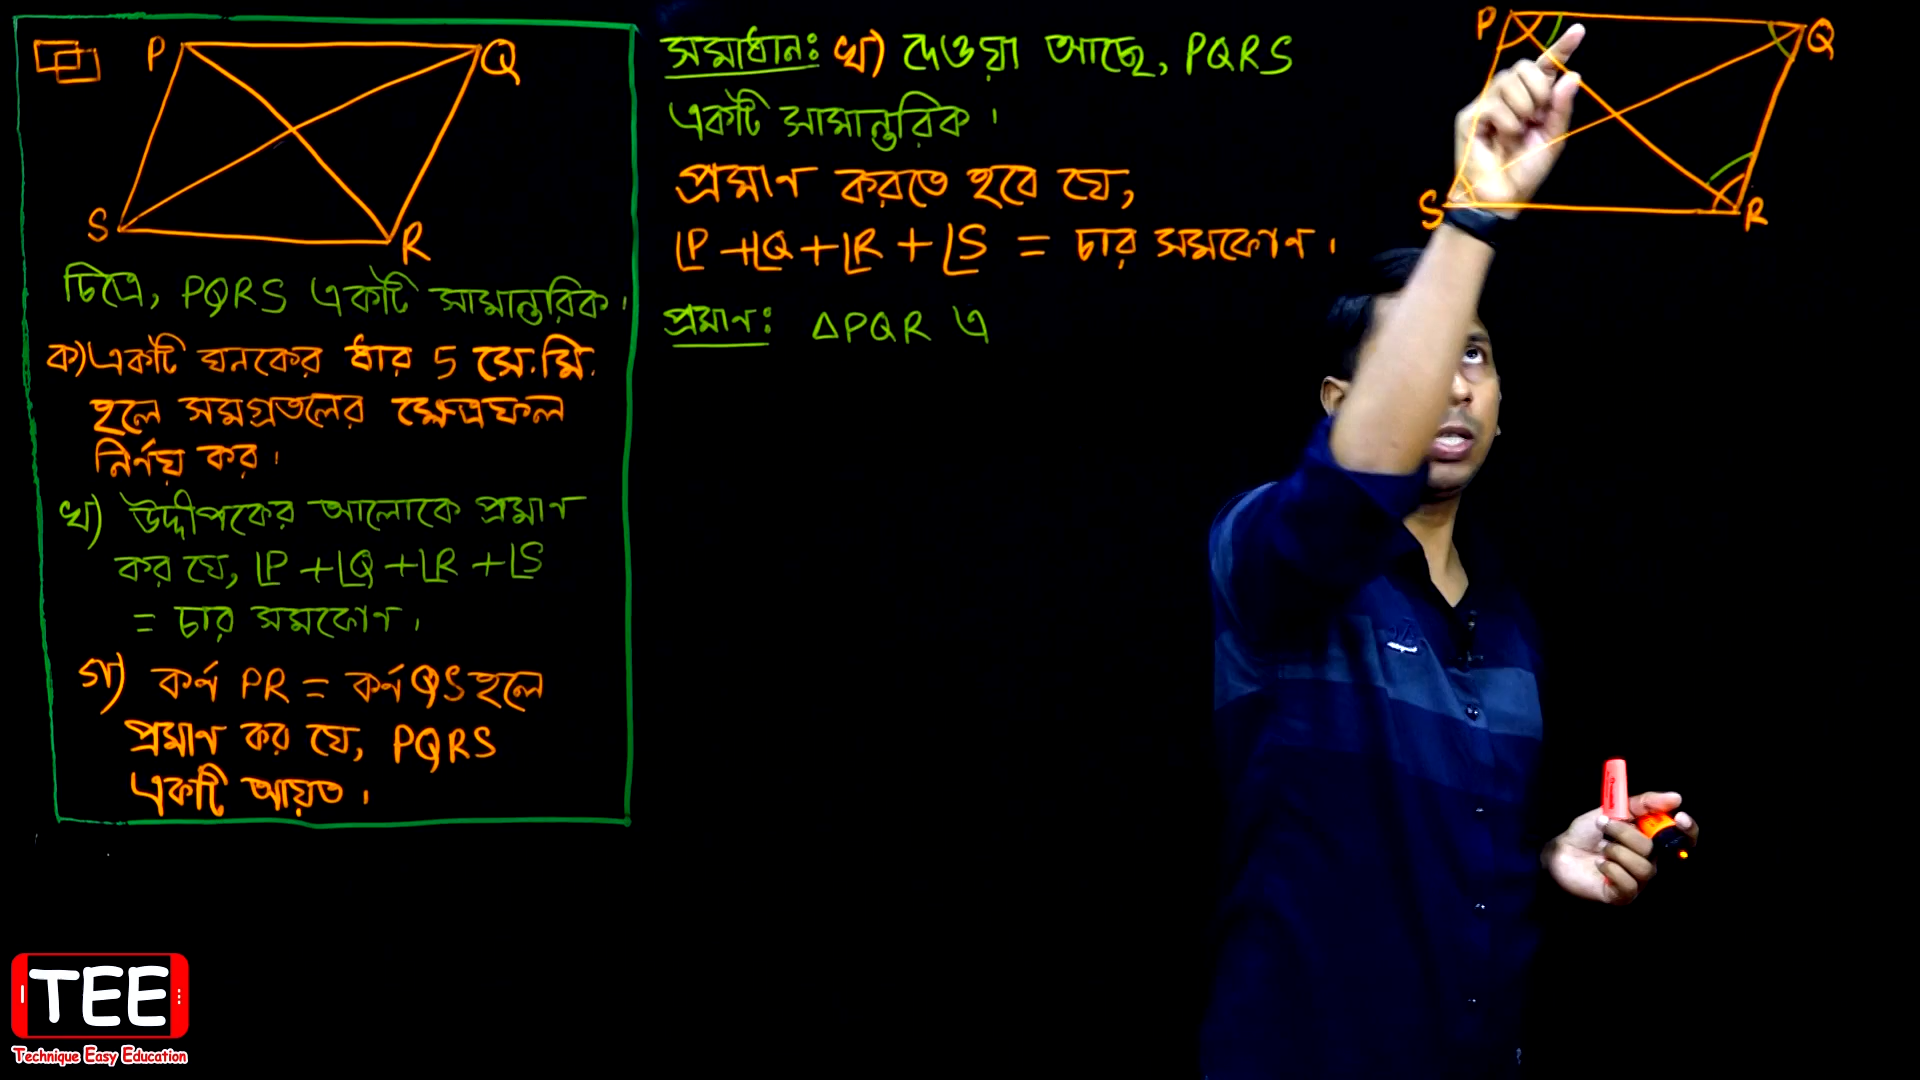 P
Q
S
R
চিত্রে, PQRS একটি সামান্তরিক।
ক) একটি ঘনকের ধার 5 সে.মি.
হলে সমগ্রতলের ক্ষেত্রফল
নির্ণয় কর।
খ) উদ্দীপকের আলোকে প্রমাণ
কর যে, ∠P +∠Q +∠R +∠S
= চার সমকোণ।
গ) কর্ণ PR = কর্ণ QS হলে
প্রমাণ কর যে, PQRS
একটি আয়ত।
সমাধান: খ) দেওয়া আছে, PQRS
একটি সামান্তরিক।
প্রমাণ করতে হবে যে,
∠P +∠Q +∠R + ∠S = চার সমকোণ।
প্রমাণ: ΔPQR এ
P
Q
S
R
TEE
Technique Easy Education